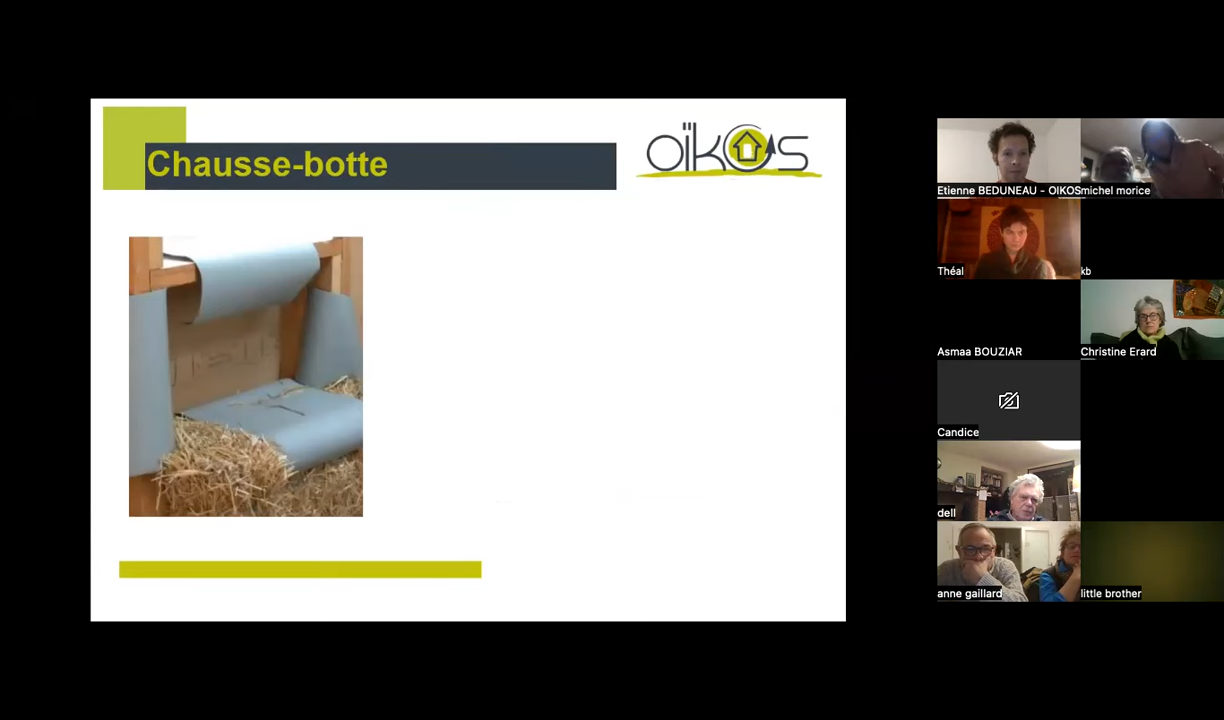 Chausse-botte
oïkos
Etienne BEDUNEAU - OIKOS
michel morice
Théal
kb
Asmaa BOUZIAR
Christine Erard
Candice
dell
anne gaillard
little brother